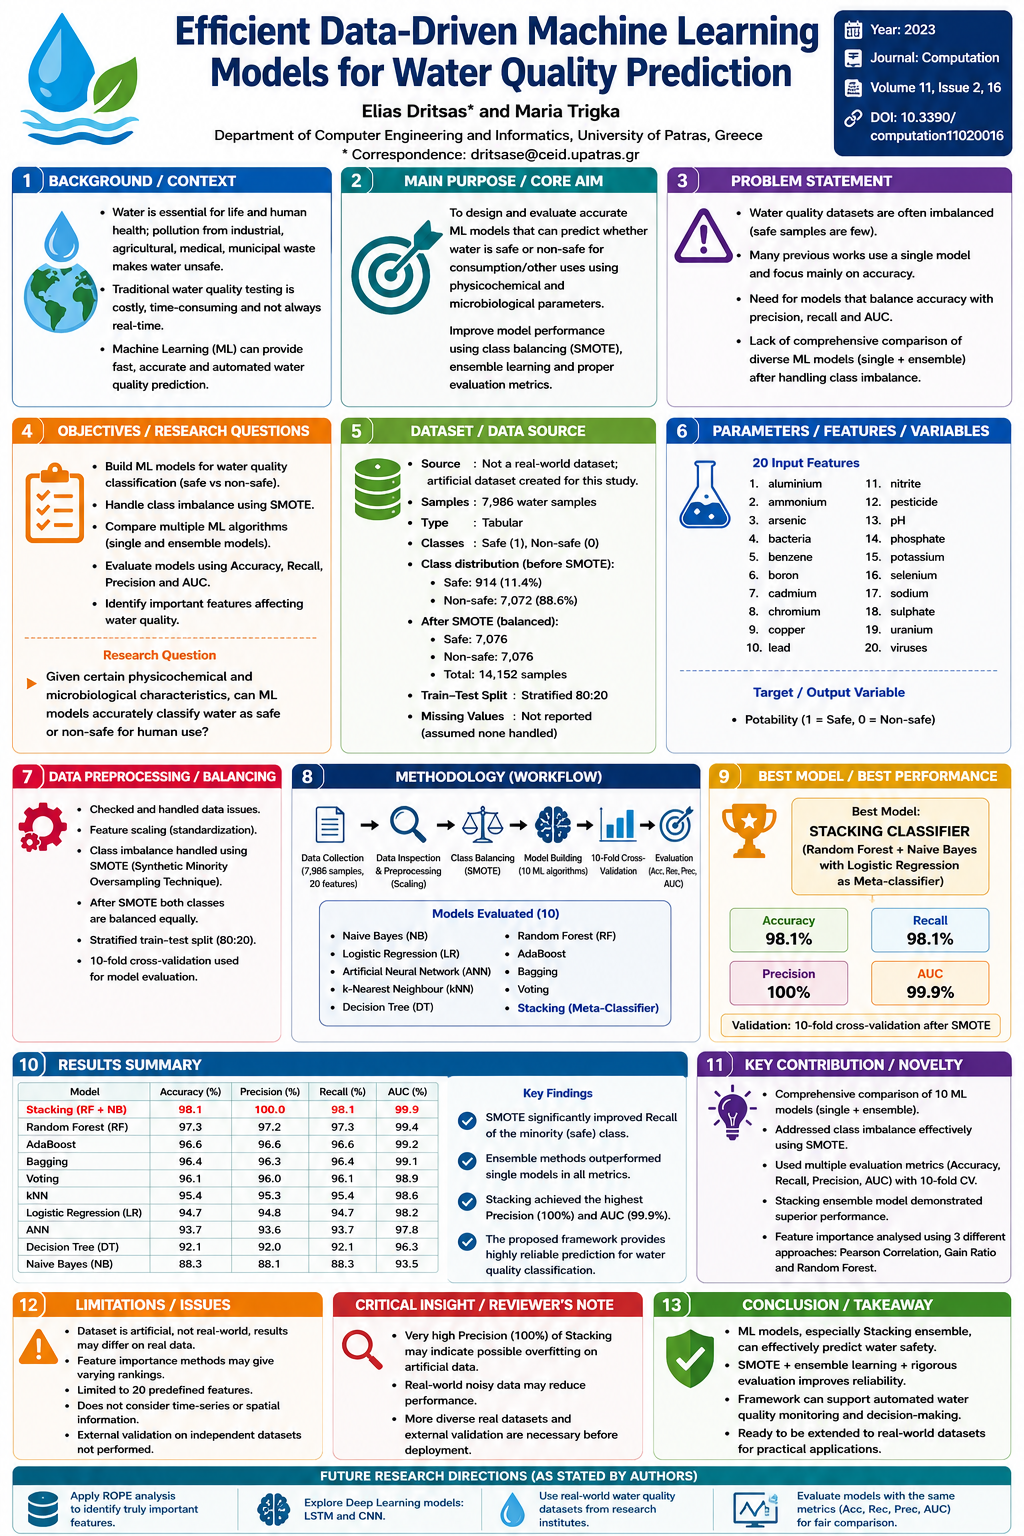 Efficient Data-Driven Machine Learning
Models for Water Quality Prediction
Elias Dritsas* and Maria Trigka
Department of Computer Engineering and Informatics, University of Patras, Greece
* Correspondence: dritsase@ceid.upatras.gr
Year: 2023
Journal: Computation
Volume 11, Issue 2, 16
DOI: 10.3390/
computation11020016
1 BACKGROUND / CONTEXT
• Water is essential for life and human
health; pollution from industrial,
agricultural, medical, municipal waste
makes water unsafe.
• Traditional water quality testing is
costly, time-consuming and not always
real-time.
• Machine Learning (ML) can provide
fast, accurate and automated water
quality prediction.
2 MAIN PURPOSE / CORE AIM
To design and evaluate accurate
ML models that can predict whether
water is safe or non-safe for
consumption/other uses using
physicochemical and
microbiological parameters.
Improve model performance
using class balancing (SMOTE),
ensemble learning and proper
evaluation metrics.
3 PROBLEM STATEMENT
• Water quality datasets are often imbalanced
(safe samples are few).
• Many previous works use a single model
and focus mainly on accuracy.
• Need for models that balance accuracy with
precision, recall and AUC.
• Lack of comprehensive comparison of
diverse ML models (single + ensemble)
after handling class imbalance.
4 OBJECTIVES / RESEARCH QUESTIONS
• Build ML models for water quality
classification (safe vs non-safe).
• Handle class imbalance using SMOTE.
• Compare multiple ML algorithms
(single and ensemble models).
• Evaluate models using Accuracy, Recall,
Precision and AUC.
• Identify important features affecting
water quality.
Research Question
Given certain physicochemical and
microbiological characteristics, can ML
models accurately classify water as safe
or non-safe for human use?
5 DATASET / DATA SOURCE
• Source : Not a real-world dataset;
artificial dataset created for this study.
• Samples : 7,986 water samples
• Type : Tabular
• Classes : Safe (1), Non-safe (0)
• Class distribution (before SMOTE):
• Safe: 914 (11.4%)
• Non-safe: 7,072 (88.6%)
• After SMOTE (balanced):
• Safe: 7,076
• Non-safe: 7,076
• Total: 14,152 samples
• Train–Test Split : Stratified 80:20
• Missing Values : Not reported
(assumed none handled)
6 PARAMETERS / FEATURES / VARIABLES
20 Input Features
1. aluminium
2. ammonium
3. arsenic
4. bacteria
5. benzene
6. boron
7. cadmium
8. chromium
9. copper
10. lead
11. nitrite
12. pesticide
13. pH
14. phosphate
15. potassium
16. selenium
17. sodium
18. sulphate
19. uranium
20. viruses
Target / Output Variable
• Potability (1 = Safe, 0 = Non-safe)
7 DATA PREPROCESSING / BALANCING
• Checked and handled data issues.
• Feature scaling (standardization).
• Class imbalance handled using
SMOTE (Synthetic Minority
Oversampling Technique).
• After SMOTE both classes
are balanced equally.
• Stratified train–test split (80:20).
• 10-fold cross-validation used
for model evaluation.
8 METHODOLOGY (WORKFLOW)
Data Collection
(7,986 samples,
20 features)
Data Inspection
& Preprocessing
(Scaling)
Class Balancing
(SMOTE)
Model Building
(10 ML algorithms)
10-Fold Cross-
Validation
Evaluation
(Acc, Rec, Prec,
AUC)
Models Evaluated (10)
• Naive Bayes (NB)
• Logistic Regression (LR)
• Artificial Neural Network (ANN)
• k-Nearest Neighbour (kNN)
• Decision Tree (DT)
• Random Forest (RF)
• AdaBoost
• Bagging
• Voting
• Stacking (Meta-Classifier)
9 BEST MODEL / BEST PERFORMANCE
Best Model:
STACKING CLASSIFIER
(Random Forest + Naive Bayes
with Logistic Regression
as Meta-classifier)
Accuracy
98.1%
Recall
98.1%
Precision
100%
AUC
99.9%
Validation: 10-fold cross-validation after SMOTE
10 RESULTS SUMMARY
Model Accuracy (%) Precision (%) Recall (%) AUC (%)
Stacking (RF + NB) 98.1 100.0 98.1 99.9
Random Forest (RF) 97.3 97.2 97.3 99.4
AdaBoost 96.6 96.6 96.6 99.2
Bagging 96.4 96.3 96.4 99.1
Voting 96.1 96.0 96.1 98.9
kNN 95.4 95.3 95.4 98.6
Logistic Regression (LR) 94.7 94.8 94.7 98.2
ANN 93.7 93.6 93.7 97.8
Decision Tree (DT) 92.1 92.0 92.1 96.3
Naive Bayes (NB) 88.3 88.1 88.3 93.5
Key Findings
SMOTE significantly improved Recall
of the minority (safe) class.
Ensemble methods outperformed
single models in all metrics.
Stacking achieved the highest
Precision (100%) and AUC (99.9%).
The proposed framework provides
highly reliable prediction for water
quality classification.
11 KEY CONTRIBUTION / NOVELTY
• Comprehensive comparison of 10 ML
models (single + ensemble).
• Addressed class imbalance effectively
using SMOTE.
• Used multiple evaluation metrics (Accuracy,
Recall, Precision, AUC) with 10-fold CV.
• Stacking ensemble model demonstrated
superior performance.
• Feature importance analysed using 3 different
approaches: Pearson Correlation, Gain Ratio
and Random Forest.
12 LIMITATIONS / ISSUES
• Dataset is artificial, not real-world, results
may differ on real data.
• Feature importance methods may give
varying rankings.
• Limited to 20 predefined features.
• Does not consider time-series or spatial
information.
• External validation on independent datasets
not performed.
CRITICAL INSIGHT / REVIEWER'S NOTE
• Very high Precision (100%) of Stacking
may indicate possible overfitting on
artificial data.
• Real-world noisy data may reduce
performance.
• More diverse real datasets and
external validation are necessary before
deployment.
13 CONCLUSION / TAKEAWAY
• ML models, especially Stacking ensemble,
can effectively predict water safety.
• SMOTE + ensemble learning + rigorous
evaluation improves reliability.
• Framework can support automated water
quality monitoring and decision-making.
• Ready to be extended to real-world datasets
for practical applications.
FUTURE RESEARCH DIRECTIONS (AS STATED BY AUTHORS)
Apply ROPE analysis
to identify truly important
features.
Explore Deep Learning models:
LSTM and CNN.
Use real-world water quality
datasets from research
institutes.
Evaluate models with the same
metrics (Acc, Rec, Prec, AUC)
for fair comparison.